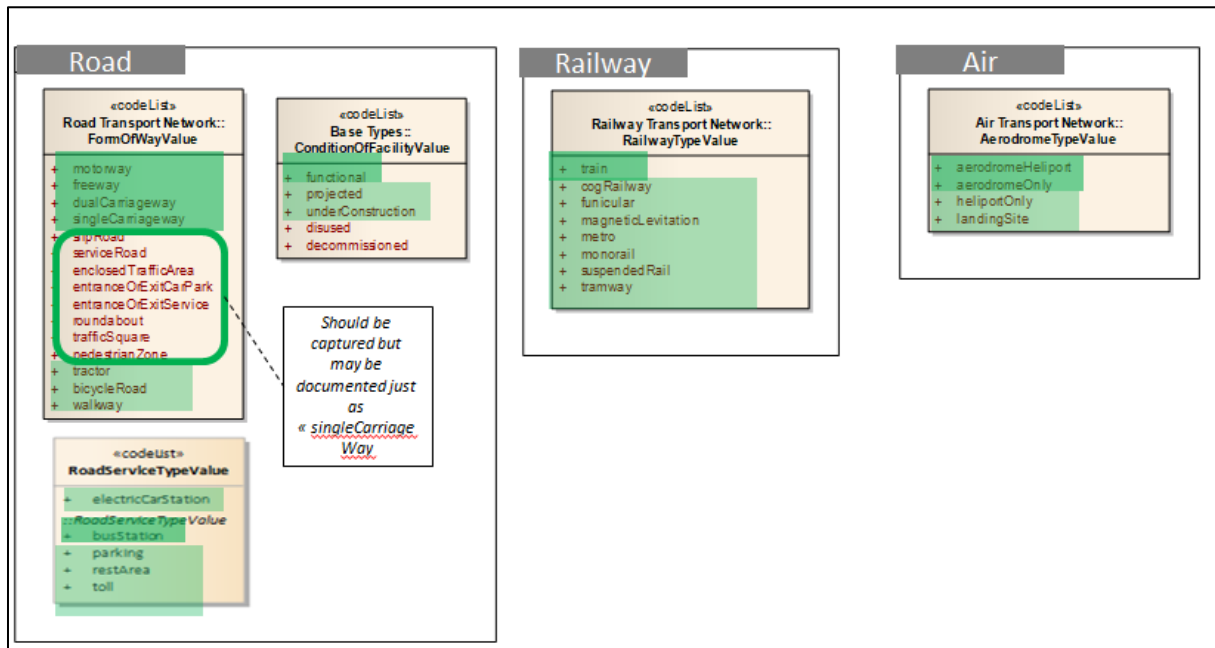 Road
«codeList»
Road Transport Network::
FormOfWayValue
+ motorway
+ freeway
+ dualCarriageway
+ singleCarriageway
+ slipRoad
serviceRoad
enclosedTrafficArea
entranceOrExitCarPark
entranceOrExitService
roundabout
trafficSquare
+ pedestrianZone
+ tractor
+ bicycleRoad
+ walkway
«codeList»
Base Types::
ConditionOfFacilityValue
+ functional
+ projected
+ underConstruction
+ disused
+ decommissioned
Should be
captured but
may be
documented just
as
« singleCarriage
Way
«codeList»
RoadServiceTypeValue
+ electricCarStation
::RoadServiceTypeValue
+ busStation
+ parking
+ restArea
+ toll
Railway
«codeList»
Railway Transport Network::
RailwayTypeValue
+ train
+ cogRailway
+ funicular
+ magneticLevitation
+ metro
+ monorail
+ suspendedRail
+ tramway
Air
«codeList»
Air Transport Network::
AerodromeTypeValue
+ aerodromeHeliport
+ aerodromeOnly
+ heliportOnly
+ landingSite